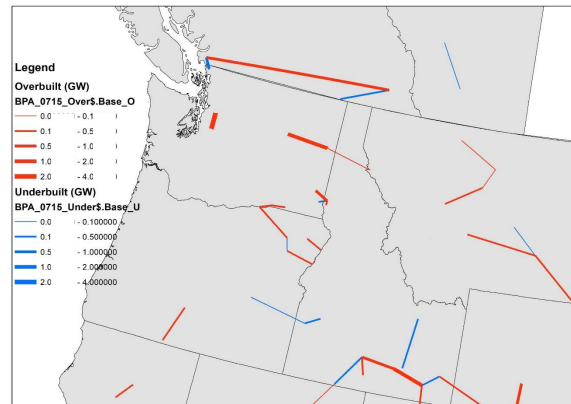 Legend
Overbuilt (GW)
BPA_0715_Over$.Base_O
0.0 - 0.1 )
0.1 - 0.5 )
0.5 - 1.0 )
1.0 - 2.0 )
2.0 - 4.0 )
Underbuilt (GW)
BPA_0715_Under$.Base_U
0.0 - 0.100000
0.1 - 0.500000
0.5 - 1.000000
1.0 - 2.000000
2.0 - 4.000000